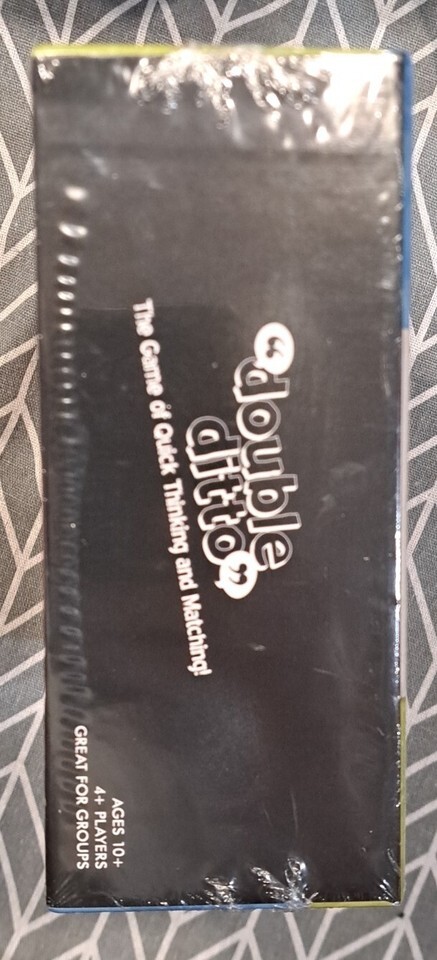 “double
ditto”
The Game of Quick Thinking and Matching!
AGES 10+
4+ PLAYERS
GREAT FOR GROUPS